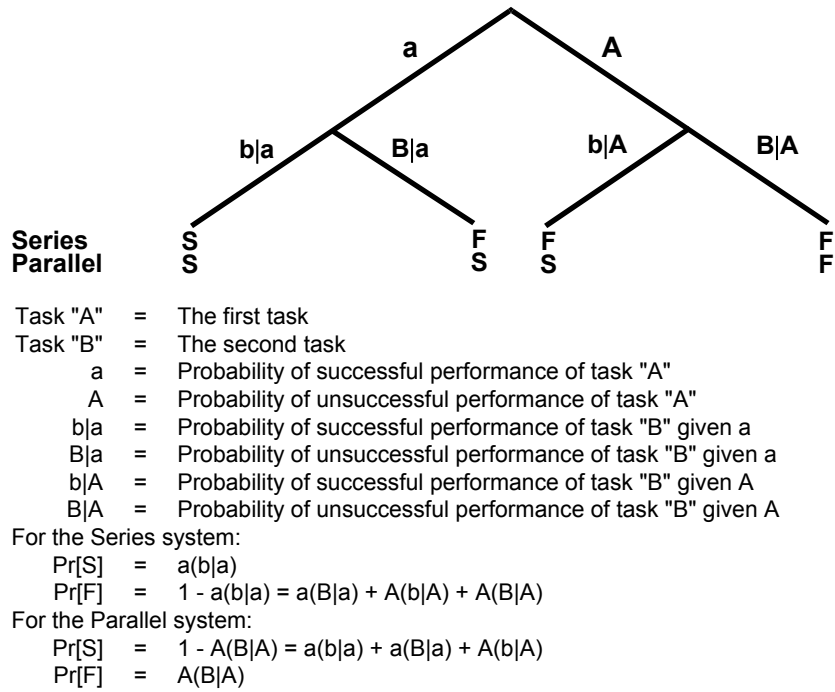 a A
b|a B|a b|A B|A
Series S F F F
Parallel S S S F
Task "A" = The first task
Task "B" = The second task
a = Probability of successful performance of task "A"
A = Probability of unsuccessful performance of task "A"
b|a = Probability of successful performance of task "B" given a
B|a = Probability of unsuccessful performance of task "B" given a
b|A = Probability of successful performance of task "B" given A
B|A = Probability of unsuccessful performance of task "B" given A
For the Series system:
Pr[S] = a(b|a)
Pr[F] = 1 - a(b|a) = a(B|a) + A(b|A) + A(B|A)
For the Parallel system:
Pr[S] = 1 - A(B|A) = a(b|a) + a(B|a) + A(b|A)
Pr[F] = A(B|A)